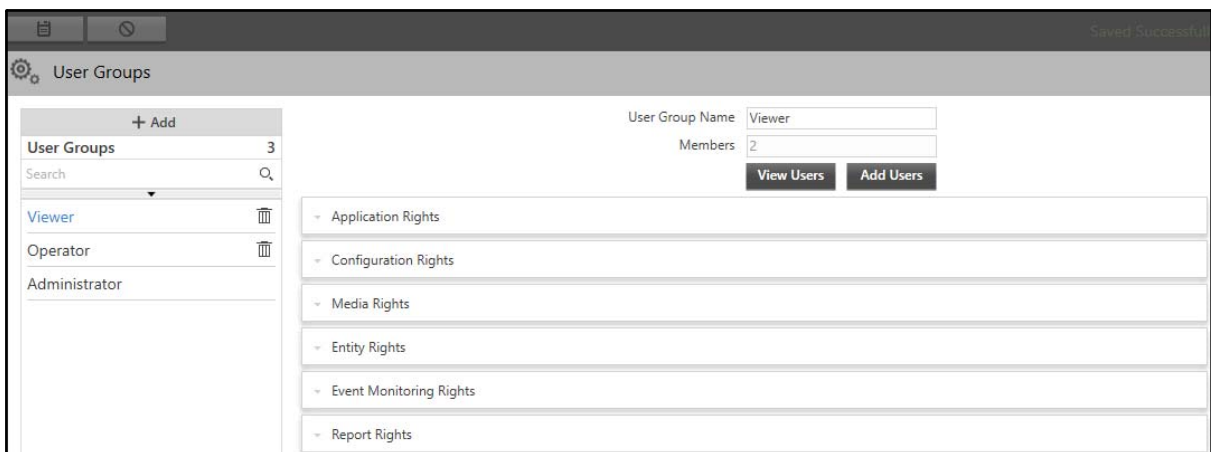 Saved Successfull
User Groups
+ Add
User Groups 3
Search
Viewer
Operator
Administrator
User Group Name Viewer
Members 2
View Users Add Users
Application Rights
Configuration Rights
Media Rights
Entity Rights
Event Monitoring Rights
Report Rights